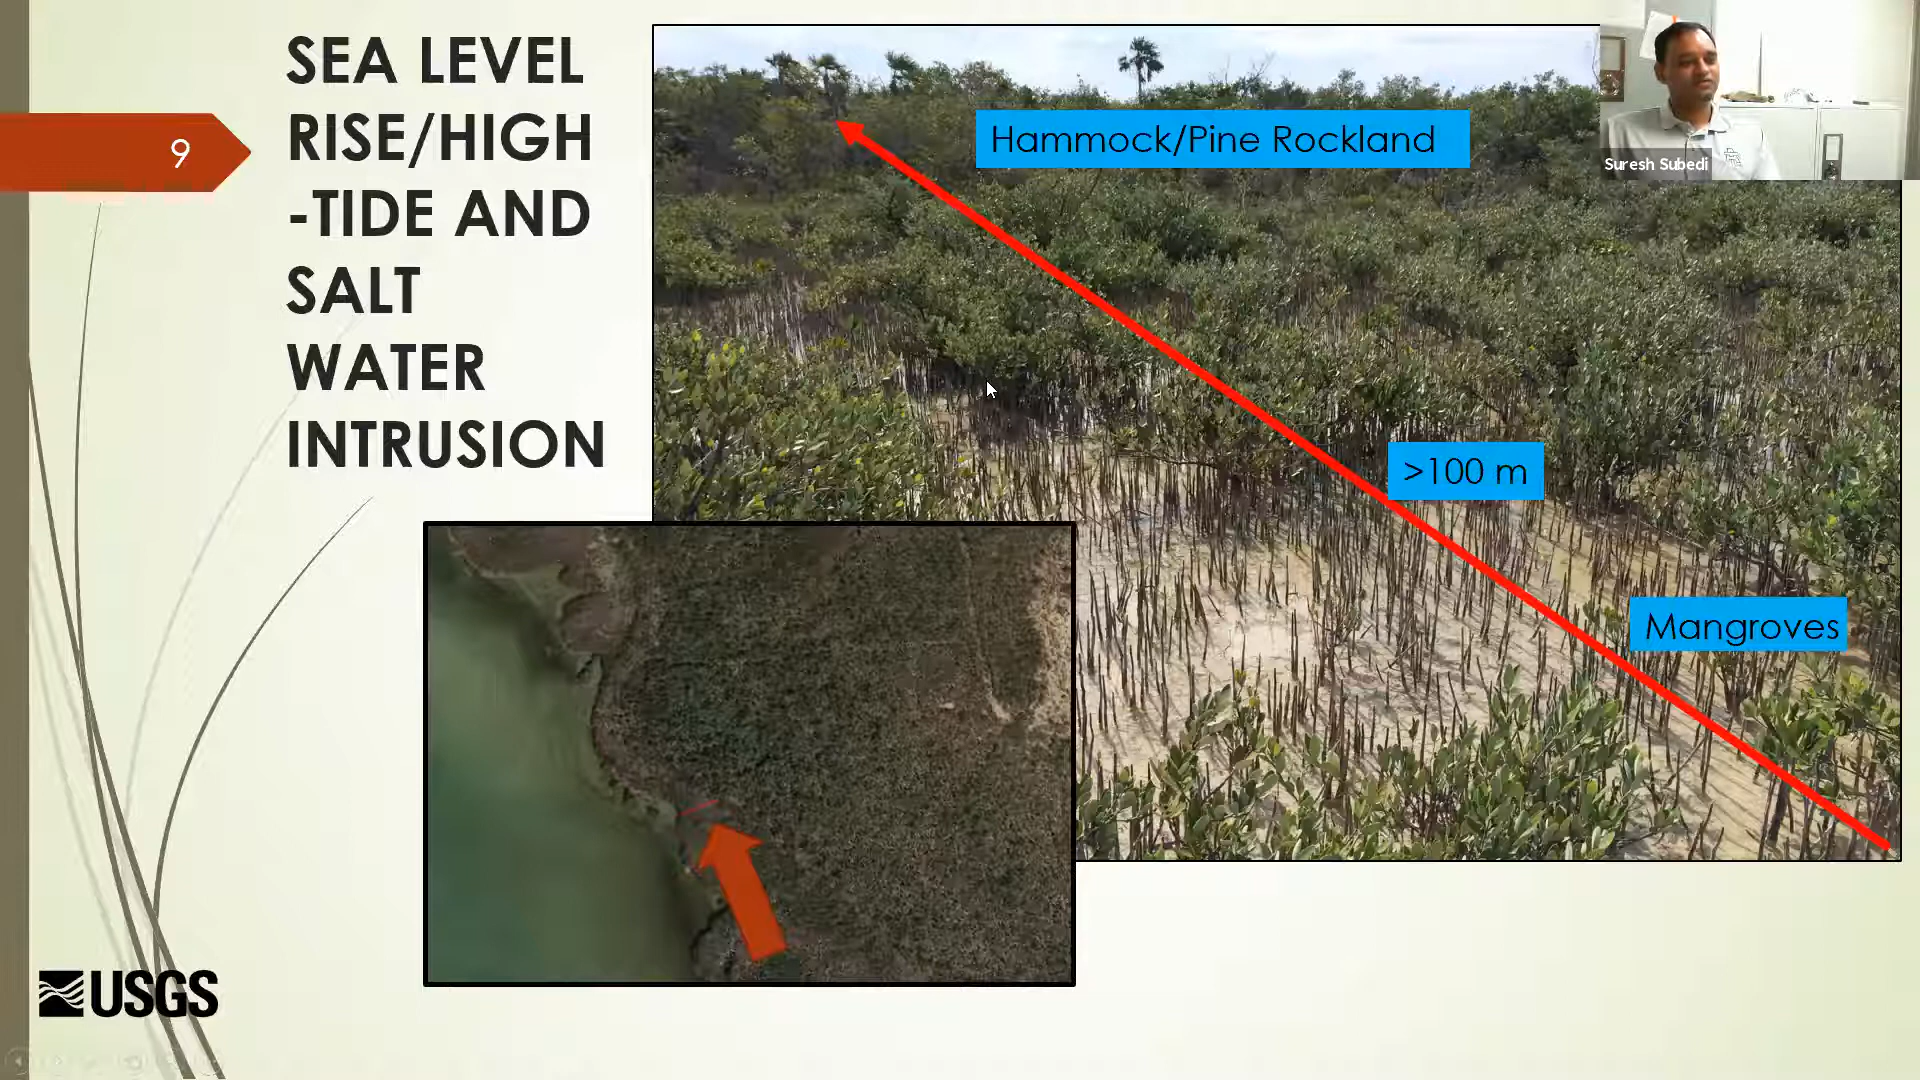 SEA LEVEL
RISE/HIGH
-TIDE AND
SALT
WATER
INTRUSION
9
Hammock/Pine Rockland
>100 m
Mangroves
Suresh Subedi
USGS